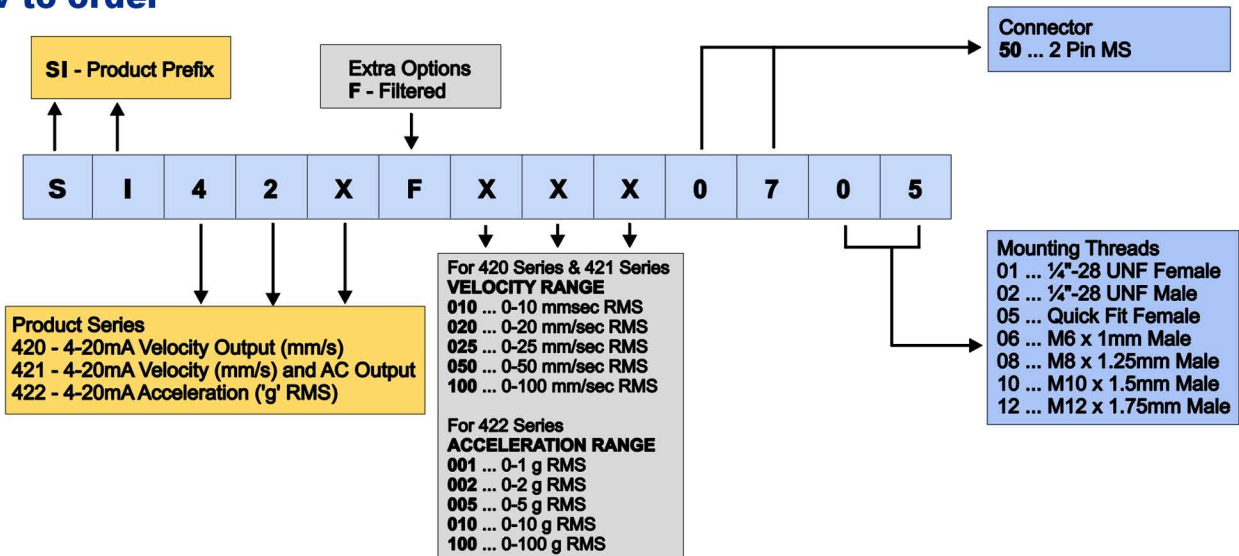 to order
SI - Product Prefix
Extra Options
F - Filtered
Connector
50 ... 2 Pin MS
S I 4 2 X F X X X 0 7 0 5
Product Series
420 - 4-20mA Velocity Output (mm/s)
421 - 4-20mA Velocity (mm/s) and AC Output
422 - 4-20mA Acceleration ('g' RMS)
For 420 Series & 421 Series
VELOCITY RANGE
010 ... 0-10 mmsec RMS
020 ... 0-20 mm/sec RMS
025 ... 0-25 mm/sec RMS
050 ... 0-50 mm/sec RMS
100 ... 0-100 mm/sec RMS
For 422 Series
ACCELERATION RANGE
001 ... 0-1 g RMS
002 ... 0-2 g RMS
005 ... 0-5 g RMS
010 ... 0-10 g RMS
100 ... 0-100 g RMS
Mounting Threads
01 ... ¼"-28 UNF Female
02 ... ¼"-28 UNF Male
05 ... Quick Fit Female
06 ... M6 x 1mm Male
08 ... M8 x 1.25mm Male
10 ... M10 x 1.5mm Male
12 ... M12 x 1.75mm Male